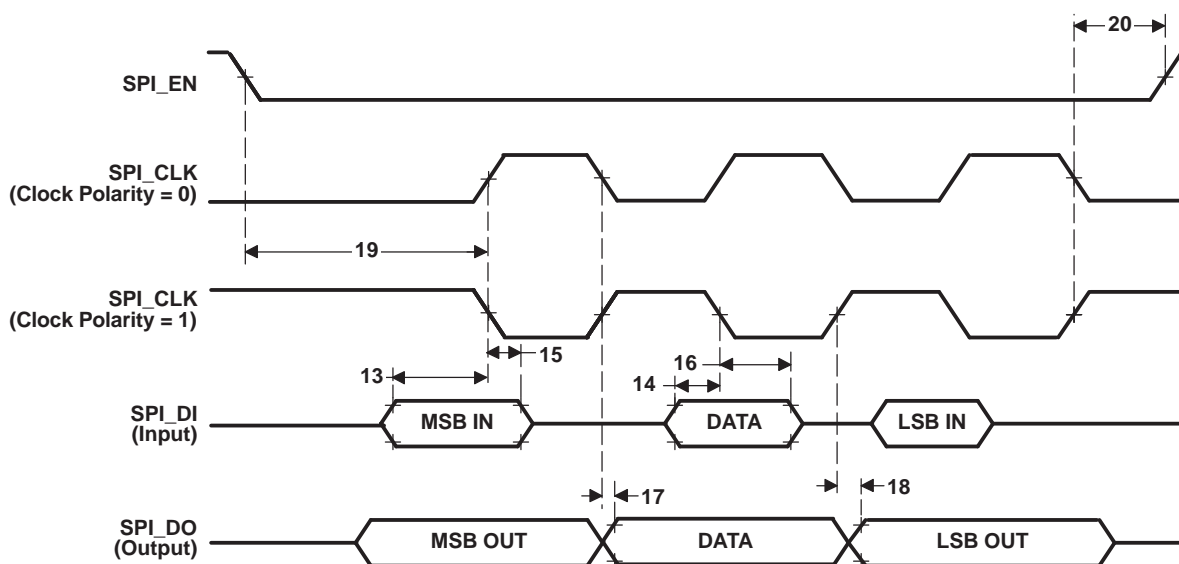 20
SPI_EN
SPI_CLK
(Clock Polarity = 0)
19
SPI_CLK
(Clock Polarity = 1)
15
16
13
14
SPI_DI
(Input)
MSB IN
DATA
LSB IN
17
18
SPI_DO
(Output)
MSB OUT
DATA
LSB OUT